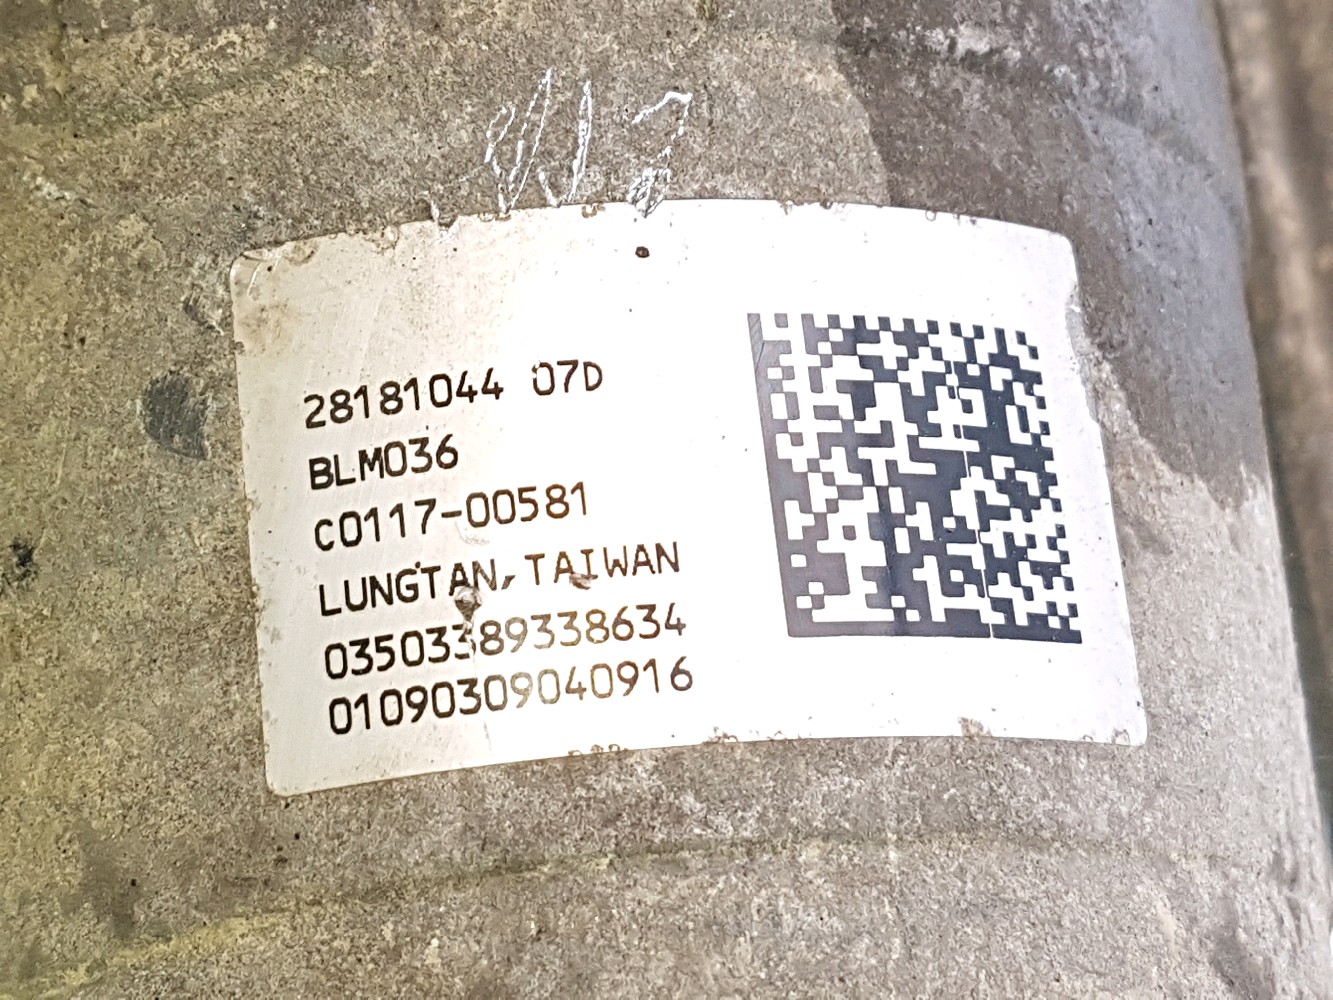 28181044 07D
BLM036
C0117-00581
LUNGTAN, TAIWAN
03503389338634
01090309040916